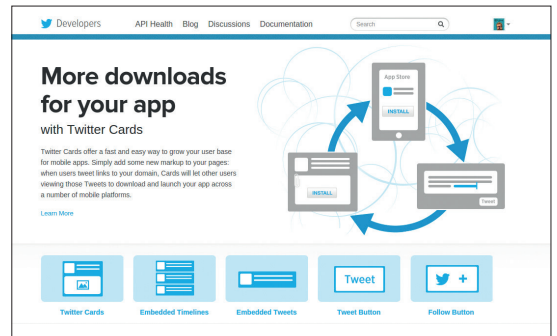 Developers
API Health Blog Discussions Documentation
Search
More downloads
for your app
with Twitter Cards
Twitter Cards offer a fast and easy way to grow your user base
for mobile apps. Simply add some new markup to your pages:
when users tweet links to your domain, Cards will let other users
viewing those Tweets to download and launch your app across
a number of mobile platforms.
Learn More
App Store
INSTALL
INSTALL
Tweet
Tweet
Twitter Cards
Embedded Timelines
Embedded Tweets
Tweet Button
Follow Button